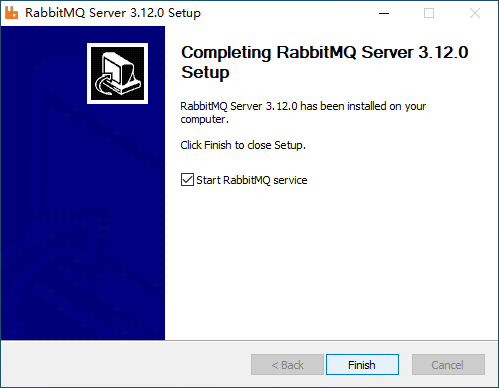 RabbitMQ Server 3.12.0 Setup
Completing RabbitMQ Server 3.12.0
Setup
RabbitMQ Server 3.12.0 has been installed on your
computer.
Click Finish to close Setup.
Start RabbitMQ service
< Back
Finish
Cancel